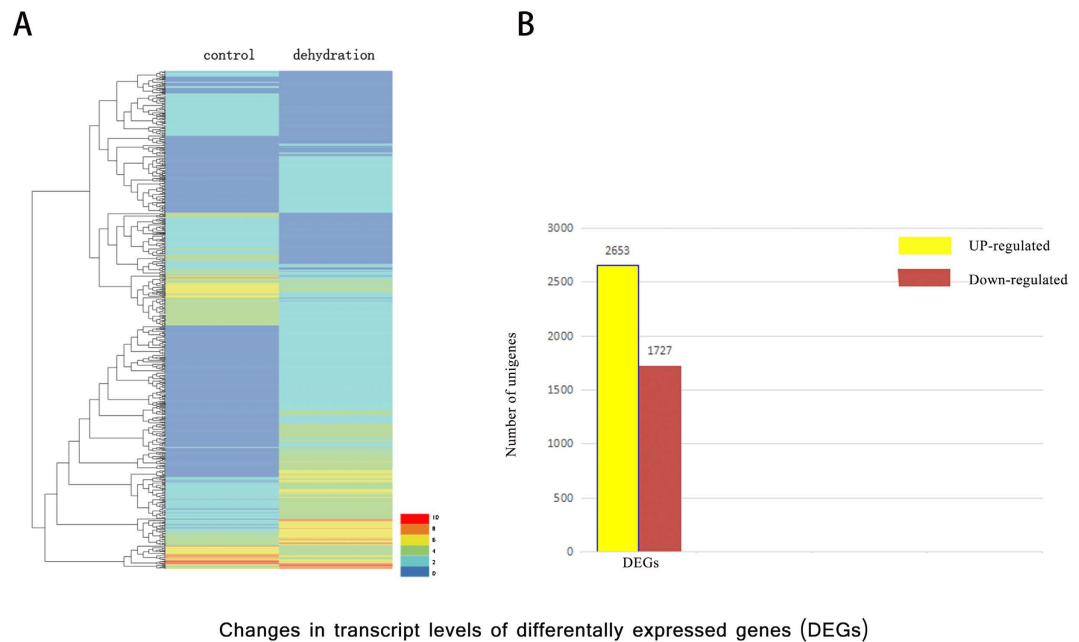 A
B
control dehydration
10
8
6
4
2
0
3000
2500
2000
1500
1000
500
0
Number of unigenes
2653
1727
UP-regulated
Down-regulated
DEGs
Changes in transcript levels of differentally expressed genes (DEGs)